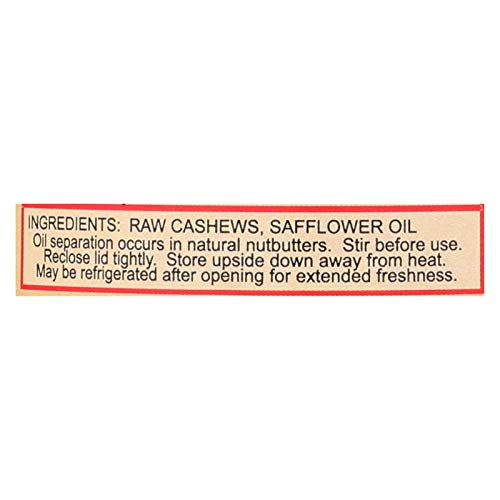 INGREDIENTS: RAW CASHEWS, SAFFLOWER OIL
Oil separation occurs in natural nutbutters. Stir before use.
Reclose lid tightly. Store upside down away from heat.
May be refrigerated after opening for extended freshness.